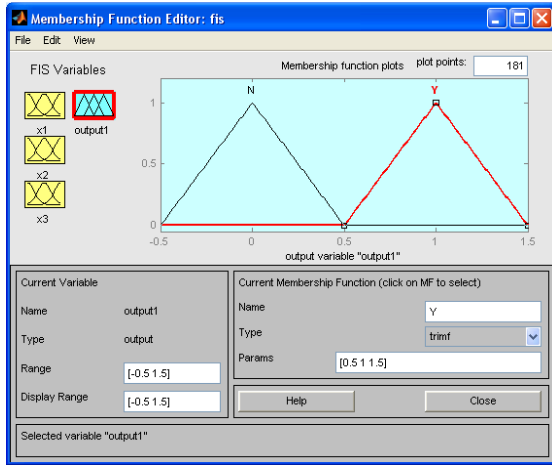 Membership Function Editor: fis
File Edit View
FIS Variables
Membership function plots
plot points:
181
x1
output1
x2
x3
N
Y
1
0.5
0
-0.5 0 0.5 1 1.5
output variable "output1"
Current Variable
Name output1
Type output
Range [-0.5 1.5]
Display Range [-0.5 1.5]
Current Membership Function (click on MF to select)
Name Y
Type trimf
Params [0.5 1 1.5]
Help Close
Selected variable "output1"